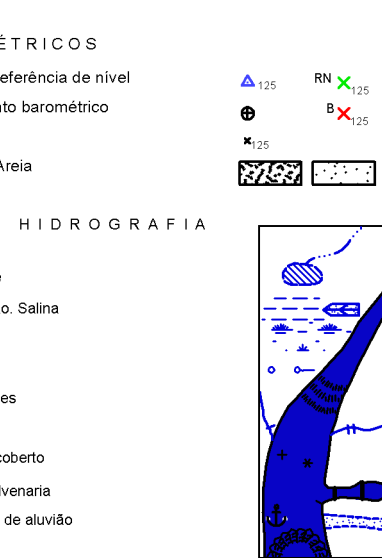 ÉTRICOS
eferência de nível
RN
125
125
nto barométrico
B
125
125
Areia
HIDROGRAFIA
e
o. Salina
es
coberto
lvenaria
de aluvião